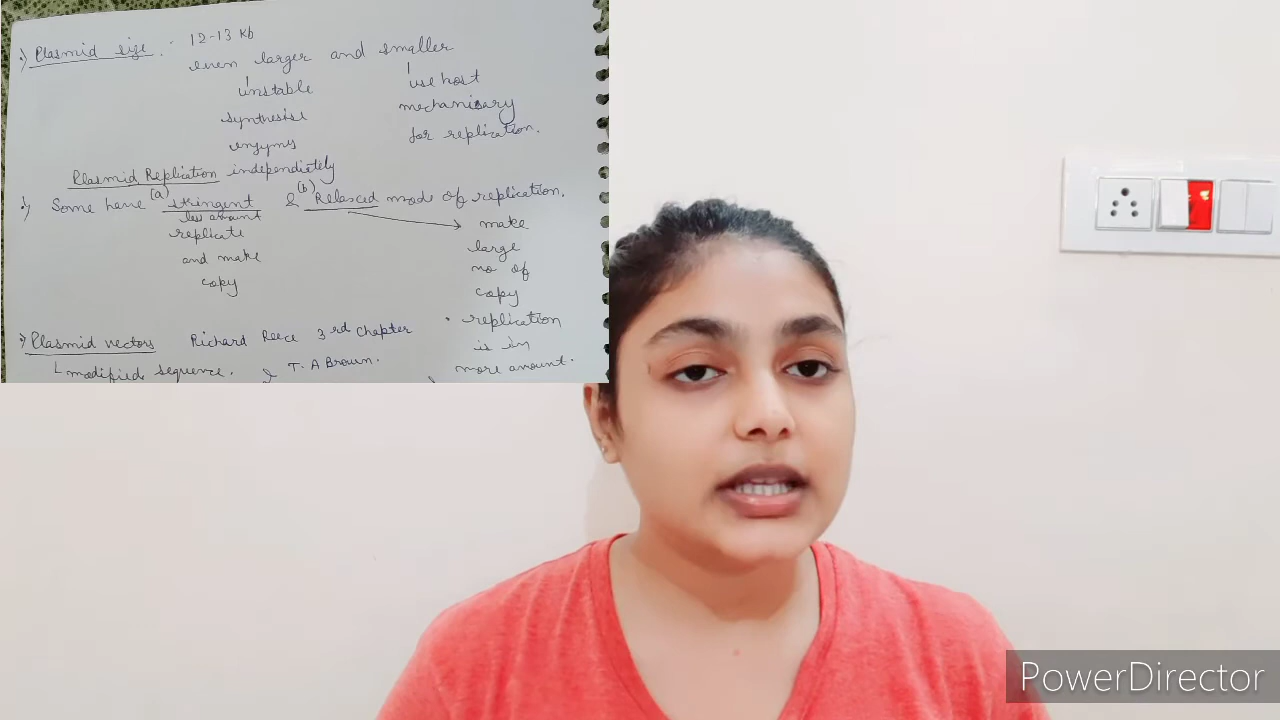 •) Plasmid size :- 12-13 Kb
even larger and smaller
unstable use host
synthesise mechanisary
enzymes for replication.
Plasmid Replication independietely
•) Some have (a) stringent & (b) Relaxed mode of replication.
less amount make
replicate large
and make no of
copy copy
• replication
•) Plasmid vectors Richard Reece 3rd chapter
is in
modified sequence. & T. A Brown. more amount.
PowerDirector